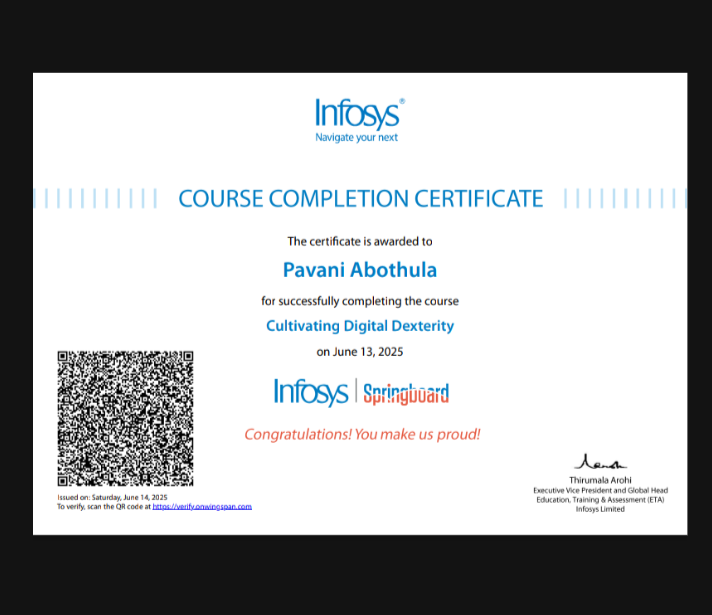 Infosys®
Navigate your next
COURSE COMPLETION CERTIFICATE
The certificate is awarded to
Pavani Abothula
for successfully completing the course
Cultivating Digital Dexterity
on June 13, 2025
Infosys | Springboard
Congratulations! You make us proud!
Issued on: Saturday, June 14, 2025
To verify, scan the QR code at https://verify.onwingspan.com
Thirumala Arohi
Executive Vice President and Global Head
Education, Training & Assessment (ETA)
Infosys Limited